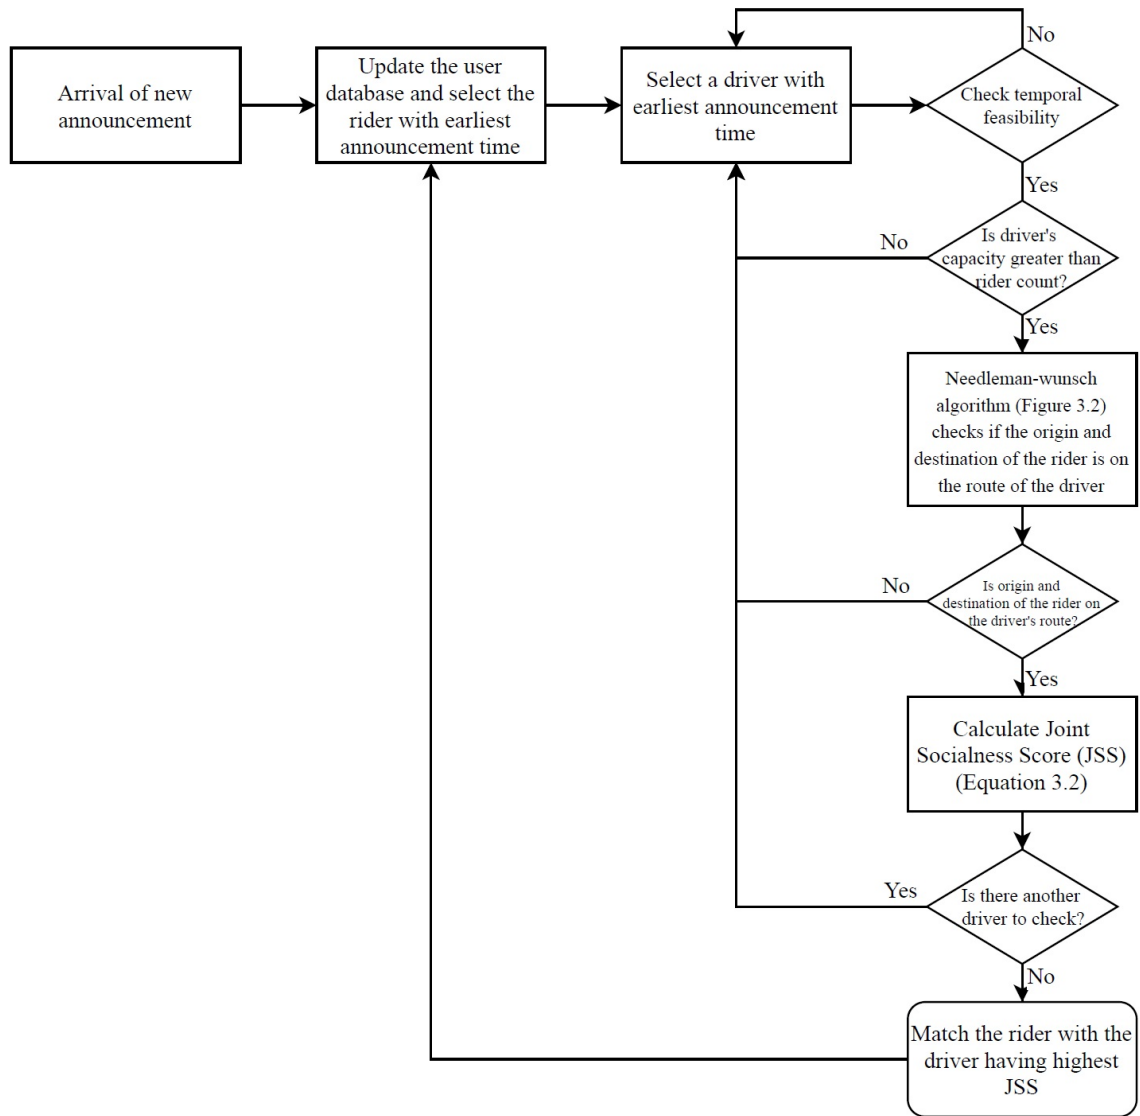 Arrival of new
announcement
Update the user
database and select the
rider with earliest
announcement time
Select a driver with
earliest announcement
time
No
Check temporal
feasibility
Yes
Is driver's
capacity greater than
rider count?
No
Yes
Needleman-wunsch
algorithm (Figure 3.2)
checks if the origin and
destination of the rider is on
the route of the driver
No
Is origin and
destination of the rider on
the driver's route?
Yes
Calculate Joint
Socialness Score (JSS)
(Equation 3.2)
Yes
Is there another
driver to check?
No
Match the rider with the
driver having highest
JSS